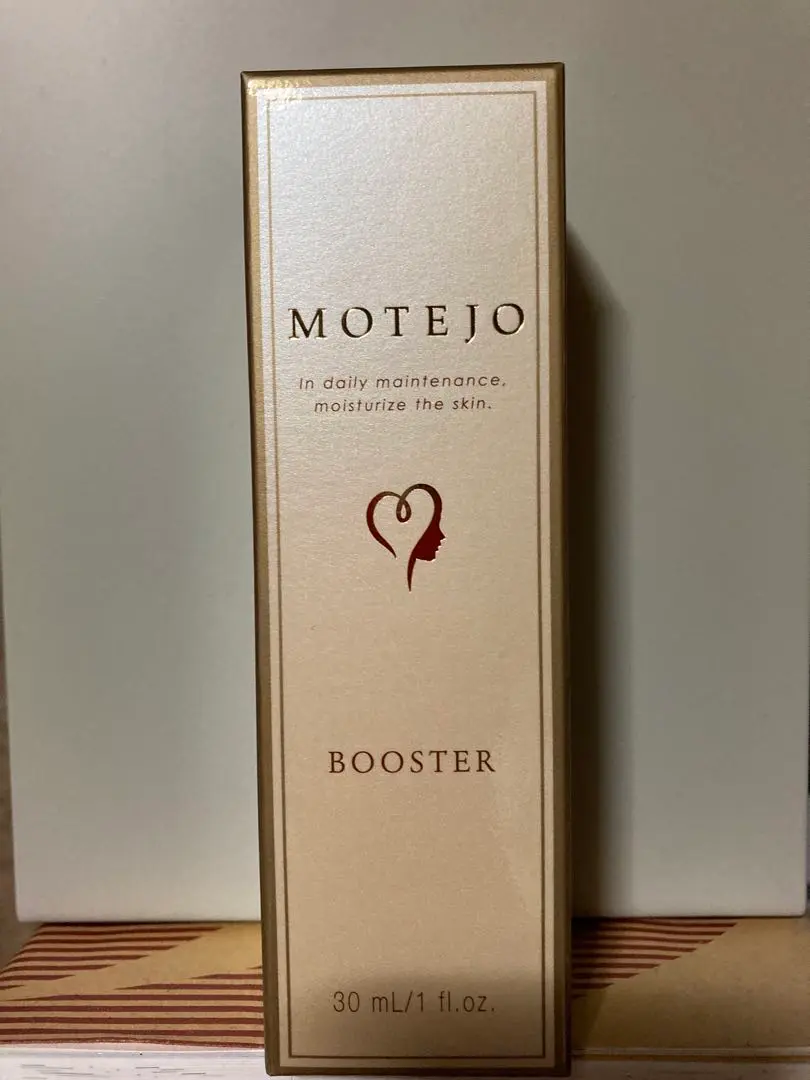 MOTEJO
In daily maintenance,
moisturize the skin.
BOOSTER
30 mL/1 fl.oz.